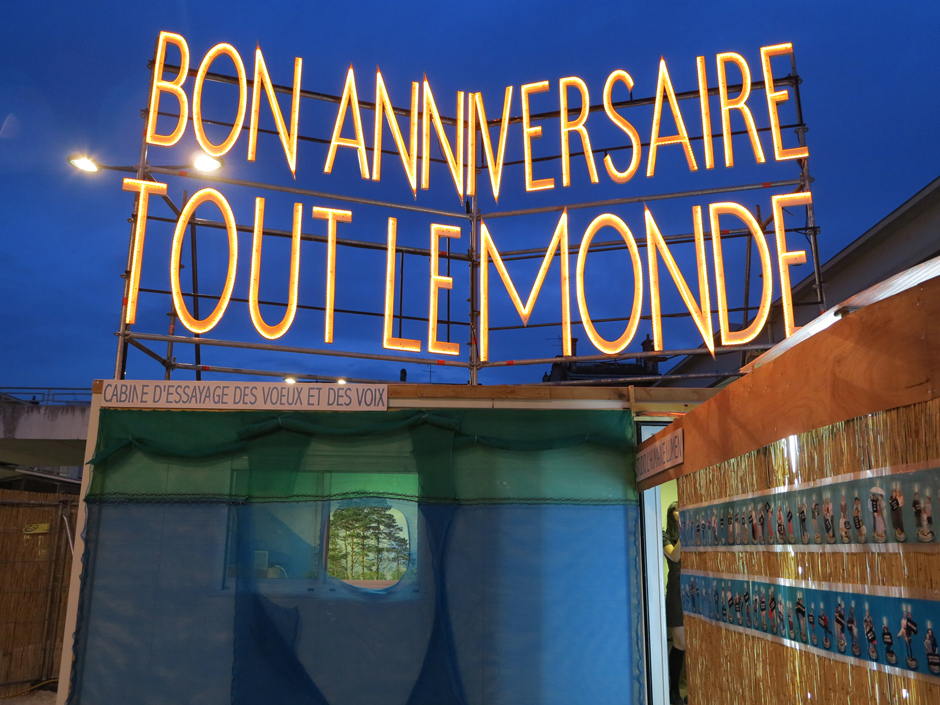 BON ANNIVERSAIRE
TOUT LE MONDE
CABINE D'ESSAYAGE DES VOEUX ET DES VOIX